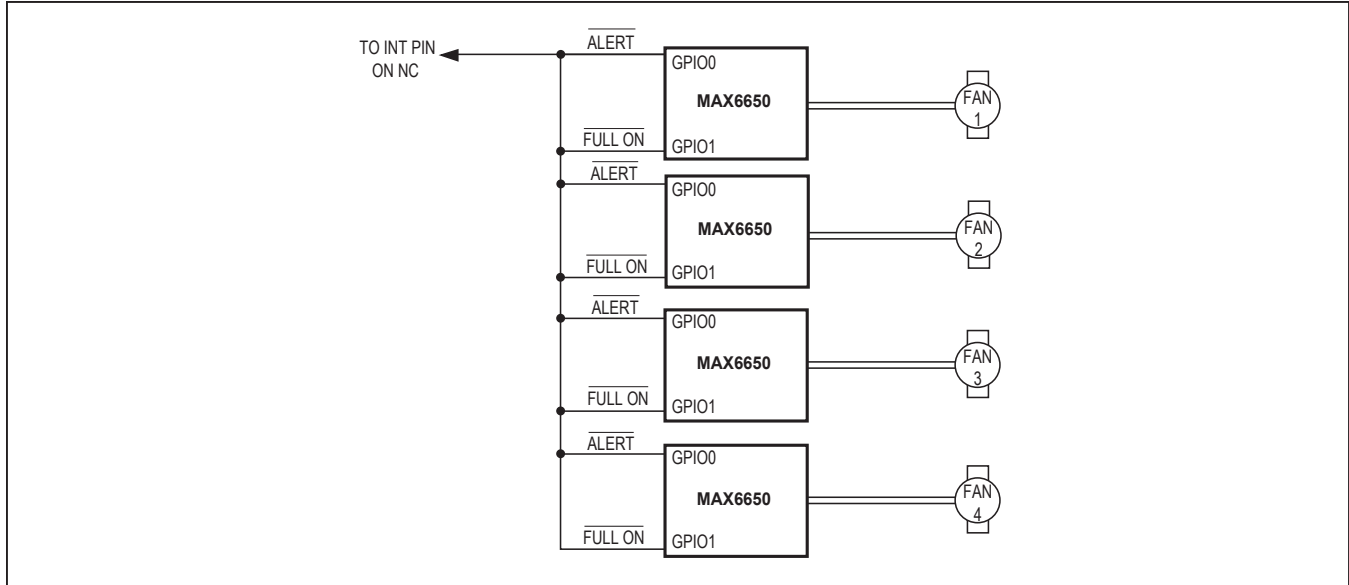 TO INT PIN
ON NC
ALERT
GPIO0
MAX6650
FULL ON
GPIO1
FAN
1
ALERT
GPIO0
MAX6650
FULL ON
GPIO1
FAN
2
ALERT
GPIO0
MAX6650
FULL ON
GPIO1
FAN
3
ALERT
GPIO0
MAX6650
FULL ON
GPIO1
FAN
4